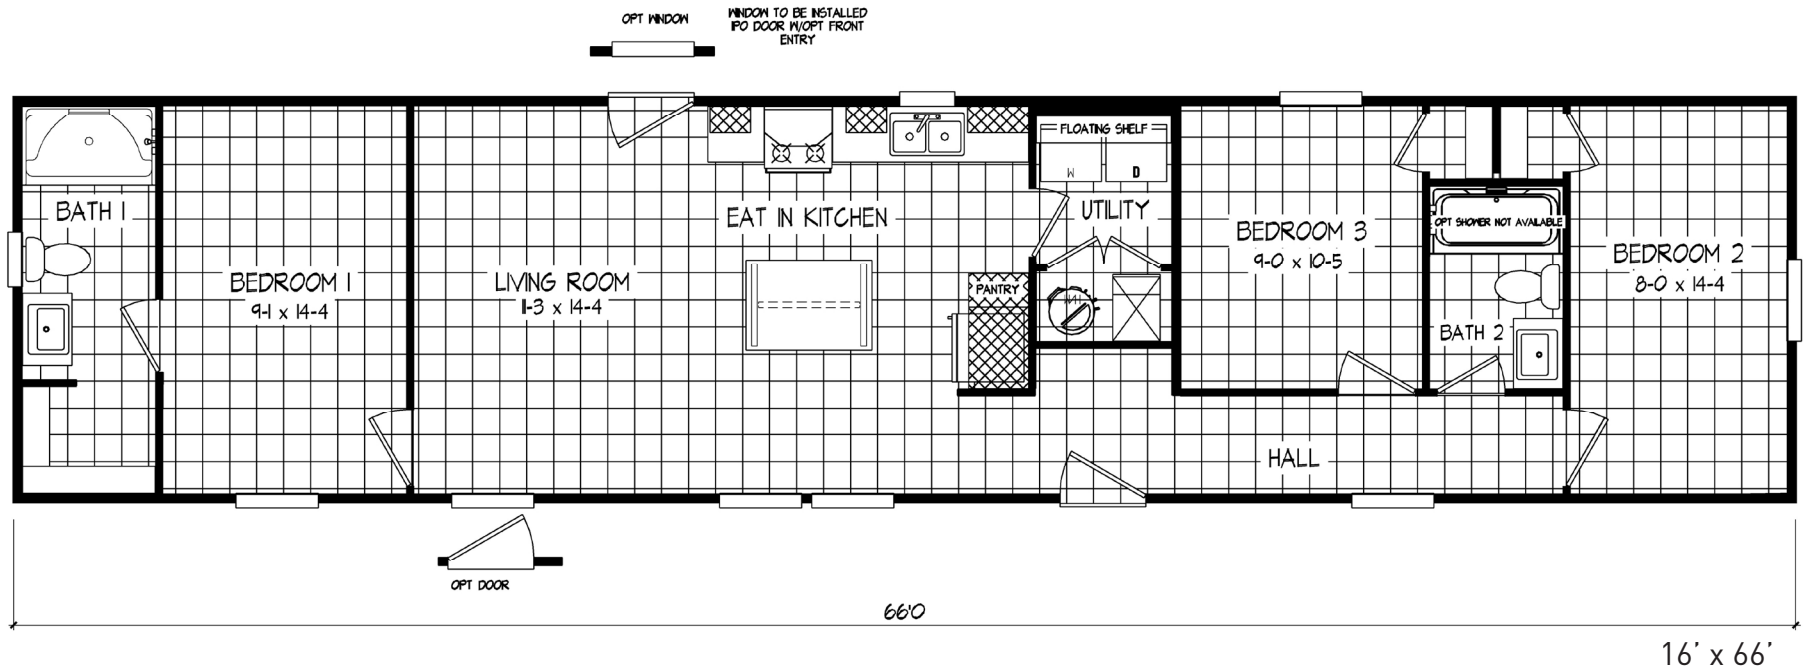 OPT WINDOW
WINDOW TO BE INSTALLED
IPO DOOR W/OPT FRONT
ENTRY
FLOATING SHELF
W
D
BATH 1
EAT IN KITCHEN
UTILITY
BEDROOM 3
9-0 x 10-5
OPT SHOWER NOT AVAILABLE
BEDROOM 2
8-0 x 14-4
BEDROOM 1
9-1 x 14-4
LIVING ROOM
11-3 x 14-4
PANTRY
BATH 2
HALL
OPT DOOR
66'0
16' x 66'